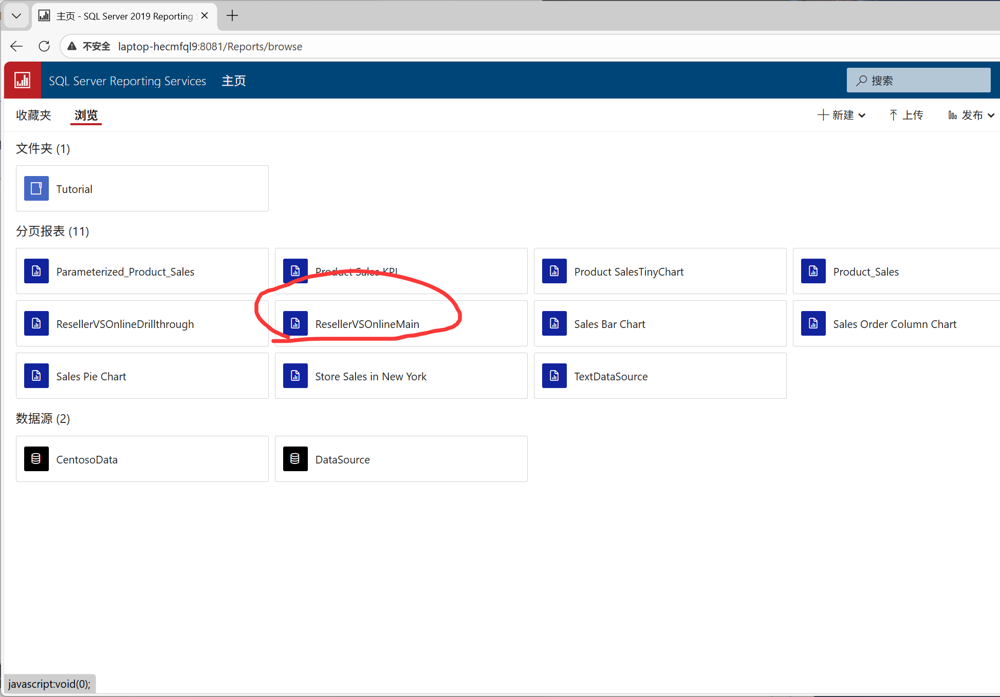 主页 - SQL Server 2019 Reporting
不安全 laptop-hecmfql9:8081/Reports/browse
SQL Server Reporting Services 主页 搜索
收藏夹 浏览 新建 上传 发布
文件夹 (1)
Tutorial
分页报表 (11)
Parameterized_Product_Sales Product Sales KPI Product SalesTinyChart Product_Sales
ResellerVSOnlineDrillthrough ResellerVSOnlineMain Sales Bar Chart Sales Order Column Chart
Sales Pie Chart Store Sales in New York TextDataSource
数据源 (2)
CentosoData DataSource
javascript:void(0);